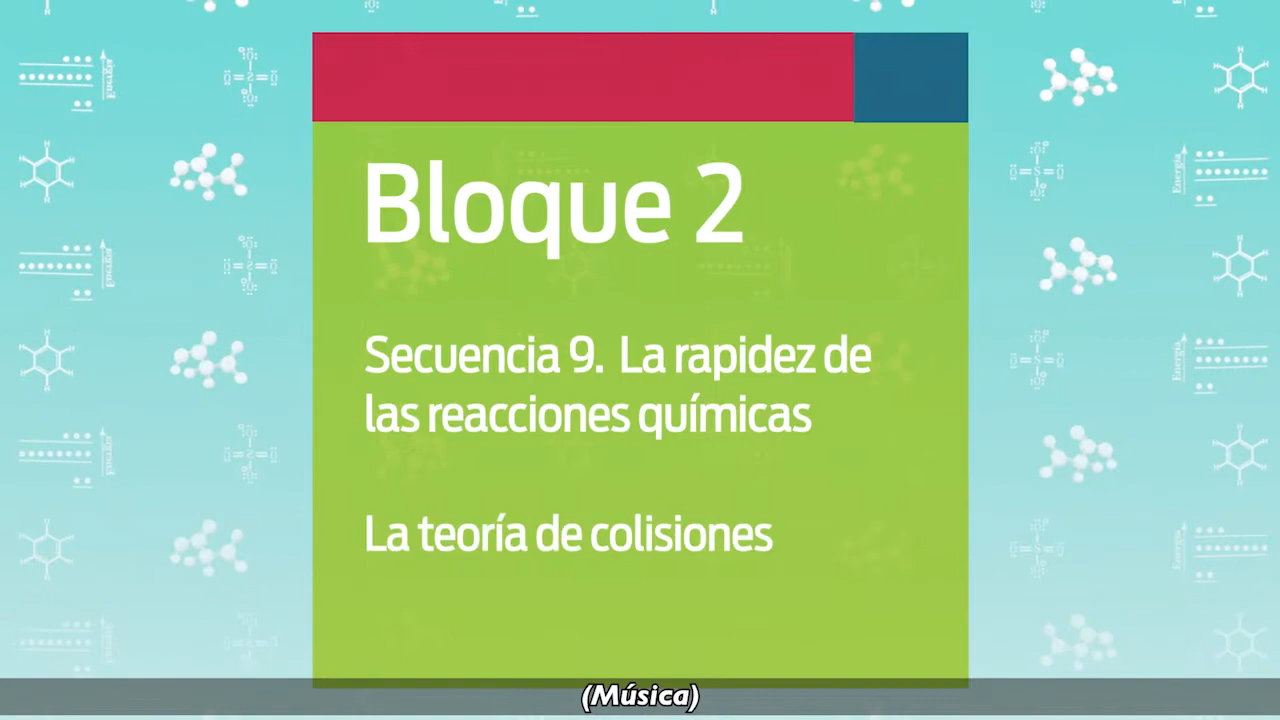 Bloque 2
Secuencia 9. La rapidez de
las reacciones químicas
La teoría de colisiones
(Música)